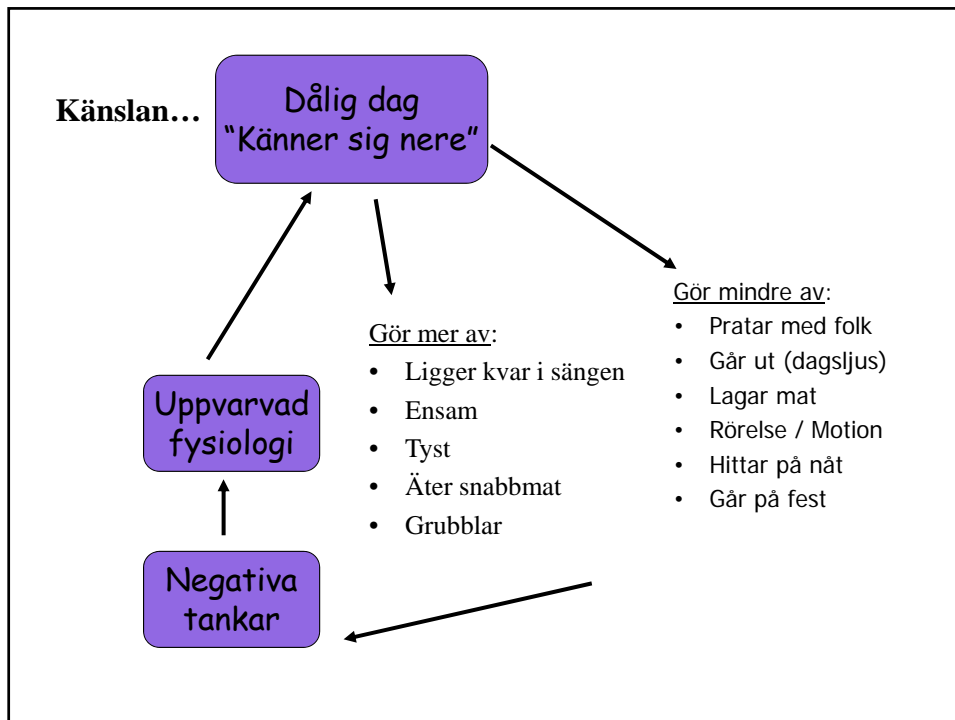 Känslan…
Dålig dag
“Känner sig nere”
Gör mer av:
• Ligger kvar i sängen
• Ensam
• Tyst
• Äter snabbmat
• Grubblar
Gör mindre av:
• Pratar med folk
• Går ut (dagsljus)
• Lagar mat
• Rörelse / Motion
• Hittar på nåt
• Går på fest
Uppvarvad
fysiologi
Negativa
tankar